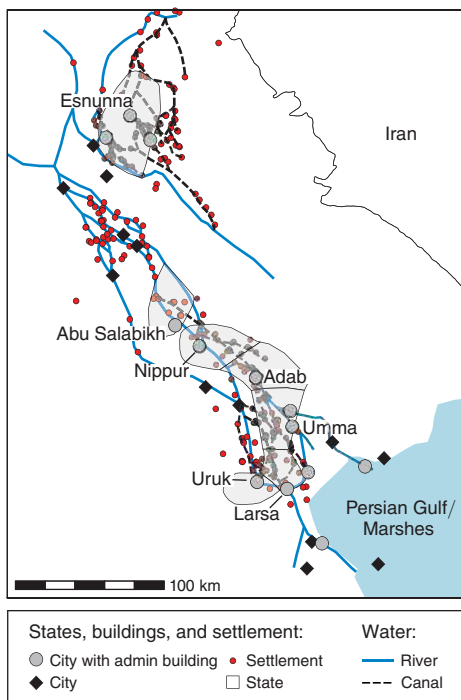 Esnunna
Iran
Abu Salabikh
Nippur
Adab
Umma
Uruk
Larsa
Persian Gulf/
Marshes
100 km
States, buildings, and settlement:
Water:
City with admin building
Settlement
River
City
State
Canal